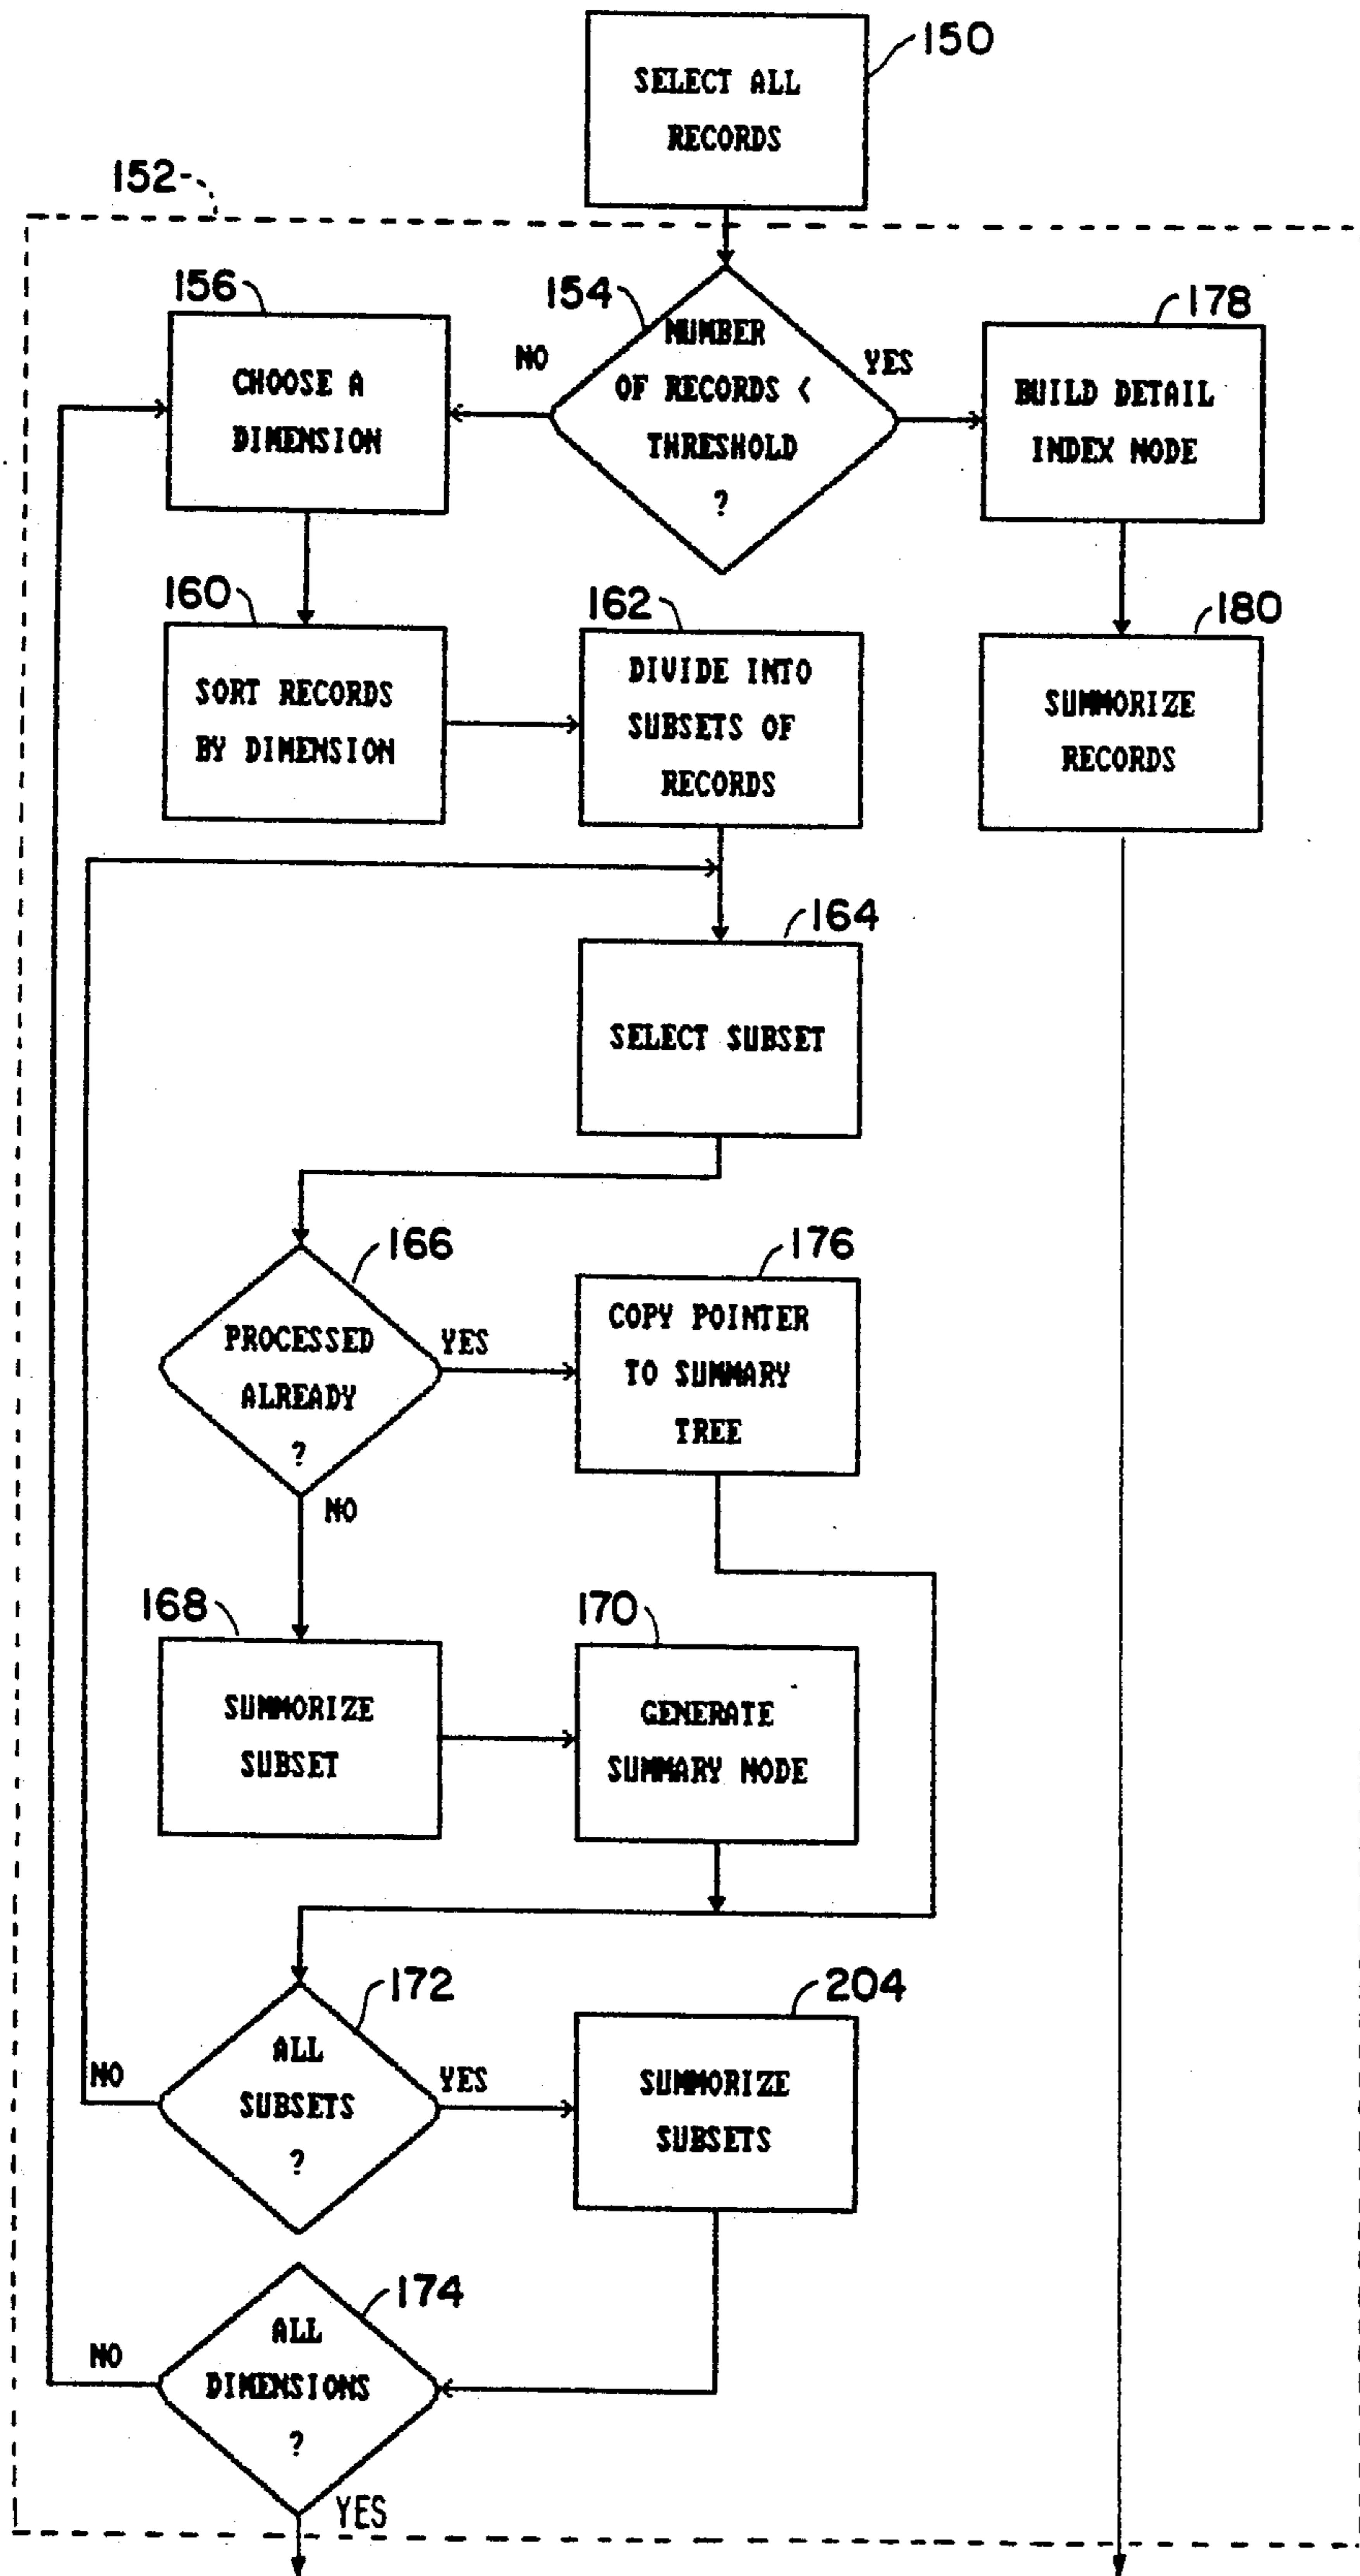 150
SELECT ALL
RECORDS
152
154
NUMBER
OF RECORDS <
THRESHOLD
?
NO
YES
156
CHOOSE A
DIMENSION
178
BUILD DETAIL
INDEX NODE
160
SORT RECORDS
BY DIMENSION
162
DIVIDE INTO
SUBSETS OF
RECORDS
180
SUMMORIZE
RECORDS
164
SELECT SUBSET
166
PROCESSED
ALREADY
?
YES
NO
176
COPY POINTER
TO SUMMARY
TREE
168
SUMMORIZE
SUBSET
170
GENERATE
SUMMARY NODE
172
ALL
SUBSETS
?
NO
YES
204
SUMMORIZE
SUBSETS
174
ALL
DIMENSIONS
?
NO
YES